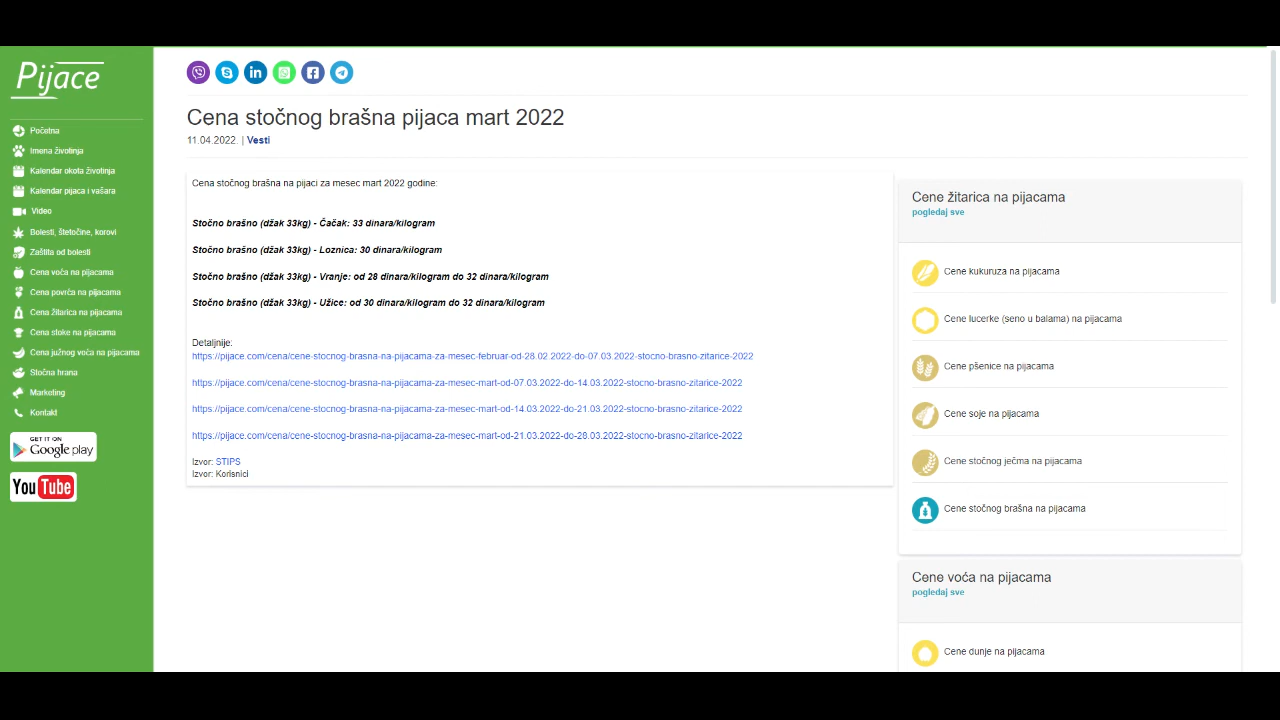 Pijace
Početna
Imena životinja
Kalendar okota životinja
Kalendar pijaca i vašara
Video
Bolesti, štetočine, korovi
Zaštita od bolesti
Cena voća na pijacama
Cena povrća na pijacama
Cena žitarica na pijacama
Cena stoke na pijacama
Cena južnog voća na pijacama
Stočna hrana
Marketing
Kontakt
GET IT ON
Google play
YouTube
Cena stočnog brašna pijaca mart 2022
11.04.2022. | Vesti
Cena stočnog brašna na pijaci za mesec mart 2022 godine:
Stočno brašno (džak 33kg) - Čačak: 33 dinara/kilogram
Stočno brašno (džak 33kg) - Loznica: 30 dinara/kilogram
Stočno brašno (džak 33kg) - Vranje: od 28 dinara/kilogram do 32 dinara/kilogram
Stočno brašno (džak 33kg) - Užice: od 30 dinara/kilogram do 32 dinara/kilogram
Detaljnije:
https://pijace.com/cena/cene-stocnog-brasna-na-pijacama-za-mesec-februar-od-28.02.2022-do-07.03.2022-stocno-brasno-zitarice-2022
https://pijace.com/cena/cene-stocnog-brasna-na-pijacama-za-mesec-mart-od-07.03.2022-do-14.03.2022-stocno-brasno-zitarice-2022
https://pijace.com/cena/cene-stocnog-brasna-na-pijacama-za-mesec-mart-od-14.03.2022-do-21.03.2022-stocno-brasno-zitarice-2022
https://pijace.com/cena/cene-stocnog-brasna-na-pijacama-za-mesec-mart-od-21.03.2022-do-28.03.2022-stocno-brasno-zitarice-2022
Izvor: STIPS
Izvor: Korisnici
Cene žitarica na pijacama
pogledaj sve
Cene kukuruza na pijacama
Cene lucerke (seno u balama) na pijacama
Cene pšenice na pijacama
Cene soje na pijacama
Cene stočnog ječma na pijacama
Cene stočnog brašna na pijacama
Cene voća na pijacama
pogledaj sve
Cene dunje na pijacama